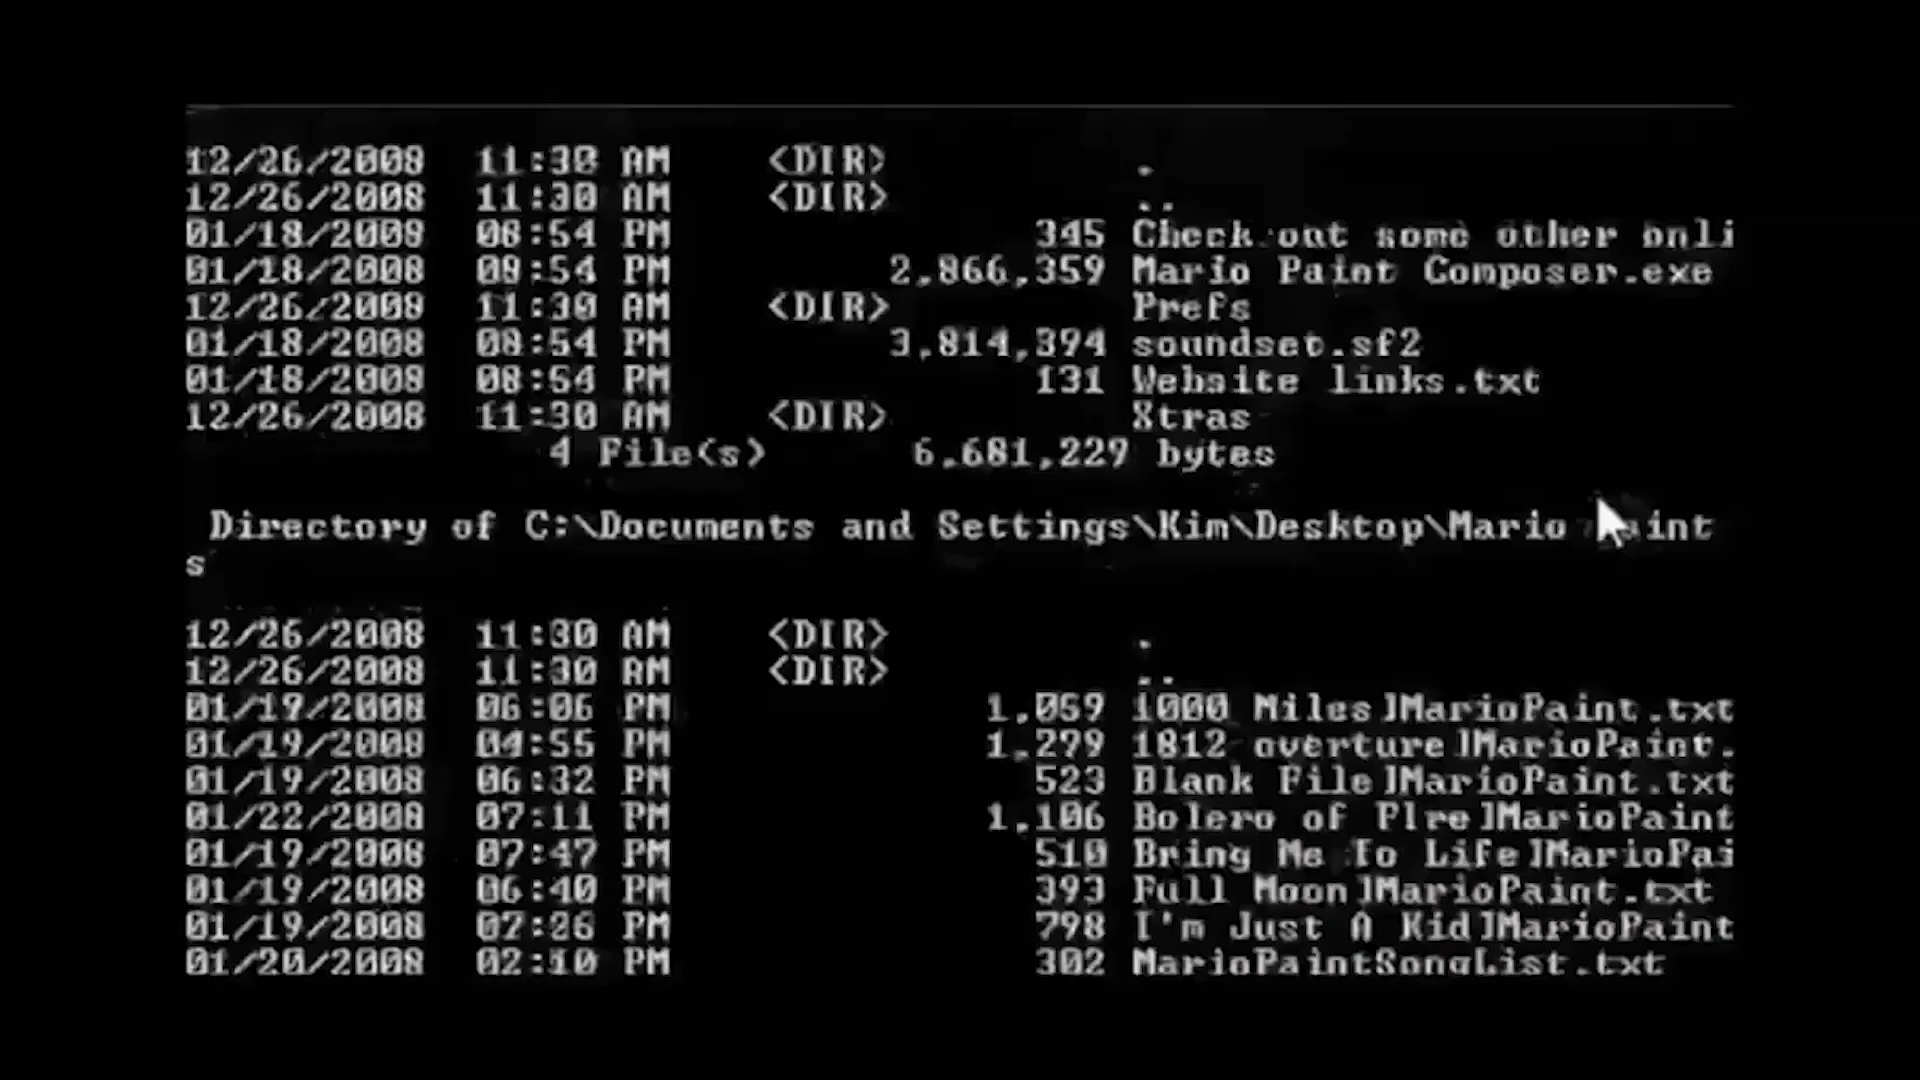 12/26/2008 11:30 AM <DIR> .
12/26/2008 11:30 AM <DIR> ..
01/18/2008 08:54 PM 345 Check out some other onli
01/18/2008 08:54 PM 2,866,359 Mario Paint Composer.exe
12/26/2008 11:30 AM <DIR> Prefs
01/18/2008 08:54 PM 3,814,394 soundset.sf2
01/18/2008 08:54 PM 131 Website links.txt
12/26/2008 11:30 AM <DIR> Xtras
4 File(s) 6,681,229 bytes
Directory of C:\Documents and Settings\Kim\Desktop\Mario Paint
s
12/26/2008 11:30 AM <DIR> .
12/26/2008 11:30 AM <DIR> ..
01/19/2008 06:06 PM 1,059 1000 Miles]MarioPaint.txt
01/19/2008 04:55 PM 1,279 1812 overture]MarioPaint.
01/19/2008 06:32 PM 523 Blank File]MarioPaint.txt
01/22/2008 07:11 PM 1,106 Bolero of FIre]MarioPaint
01/19/2008 07:47 PM 510 Bring Me To Life]MarioPai
01/19/2008 06:40 PM 393 Full Moon]MarioPaint.txt
01/19/2008 07:26 PM 798 I'm Just A Kid]MarioPaint
01/20/2008 02:10 PM 302 MarioPaintSongList.txt